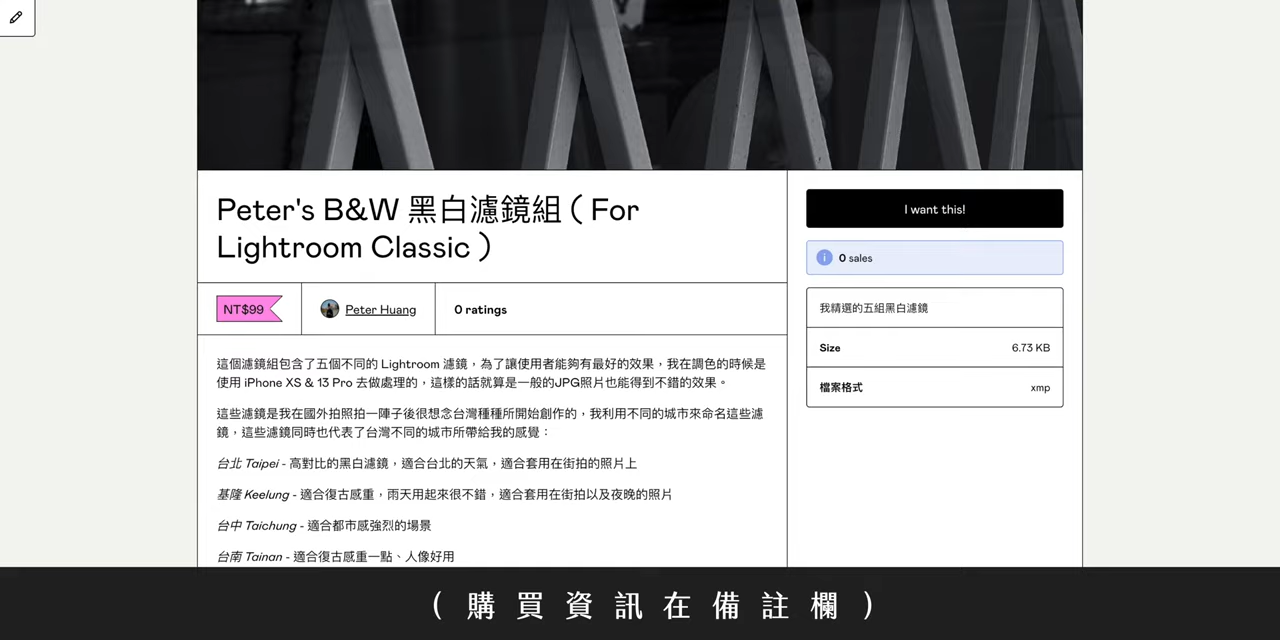 Peter's B&W 黑白濾鏡組 ( For
Lightroom Classic )
NT$99
Peter Huang
0 ratings
這個濾鏡組包含了五個不同的 Lightroom 濾鏡，為了讓使用者能夠有最好的效果，我在調色的時候是
使用 iPhone XS & 13 Pro 去做處理的，這樣的話就算是一般的JPG照片也能得到不錯的效果。
這些濾鏡是我在國外拍照拍一陣子後很想念台灣種種所開始創作的，我利用不同的城市來命名這些濾
鏡，這些濾鏡同時也代表了台灣不同的城市所帶給我的感覺：
台北 Taipei - 高對比的黑白濾鏡，適合台北的天氣，適合套用在街拍的照片上
基隆 Keelung - 適合復古感重，雨天用起來很不錯，適合套用在街拍以及夜晚的照片
台中 Taichung - 適合都市感強烈的場景
台南 Tainan - 適合復古感重一點、人像好用
I want this!
0 sales
我精選的五組黑白濾鏡
Size 6.73 KB
檔案格式 xmp
( 購買資訊在備註欄 )